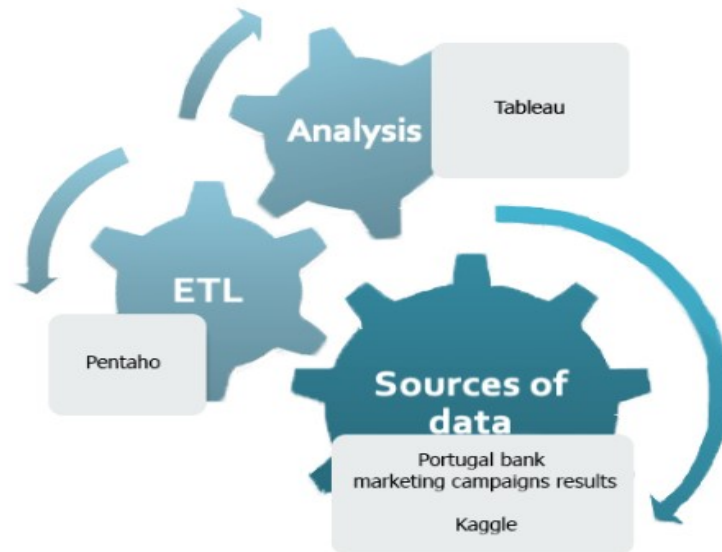 Analysis
Tableau
ETL
Pentaho
Sources of
data
Portugal bank
marketing campaigns results
Kaggle